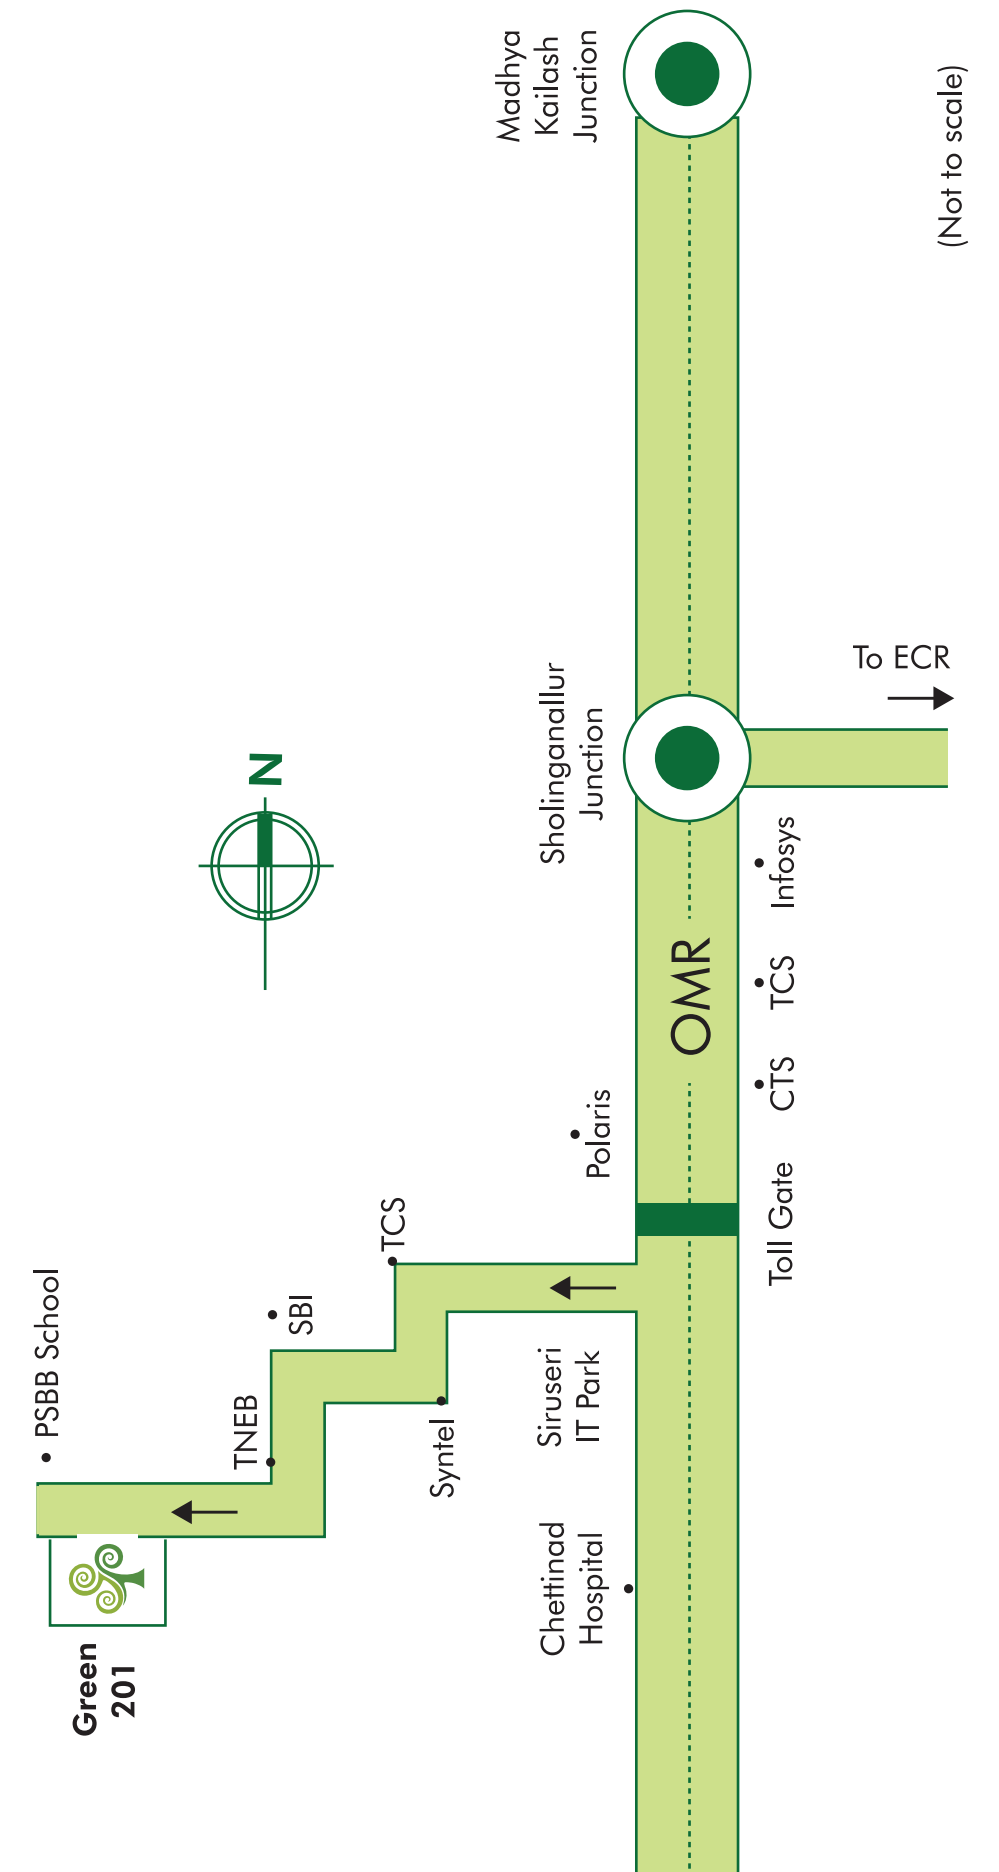 Madhya
Kailash
Junction
(Not to scale)
To ECR
Sholinganallur
Junction
N
Infosys
OMR
TCS
CTS
Polaris
Toll Gate
TCS
SBI
PSBB School
TNEB
Syntel
Siruseri
IT Park
Chettinad
Hospital
Green
201